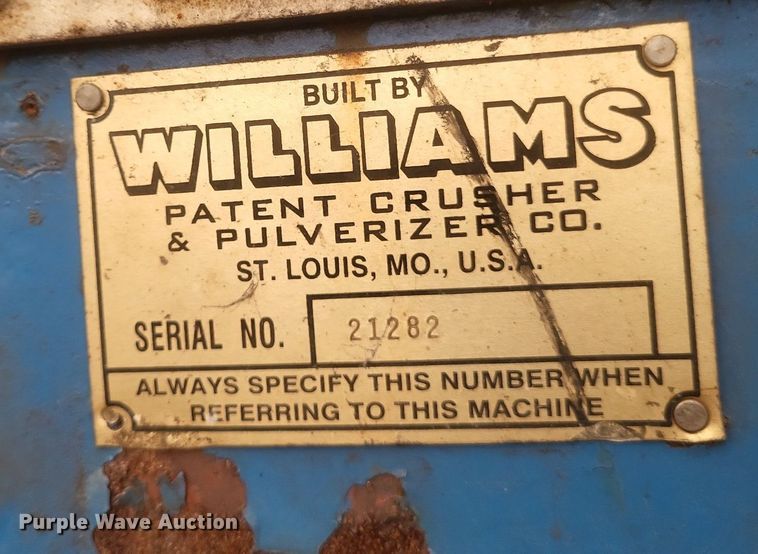 BUILT BY
WILLIAMS
PATENT CRUSHER
& PULVERIZER CO.
ST. LOUIS, MO., U.S.A.
SERIAL NO. 21282
ALWAYS SPECIFY THIS NUMBER WHEN
REFERRING TO THIS MACHINE
Purple Wave Auction